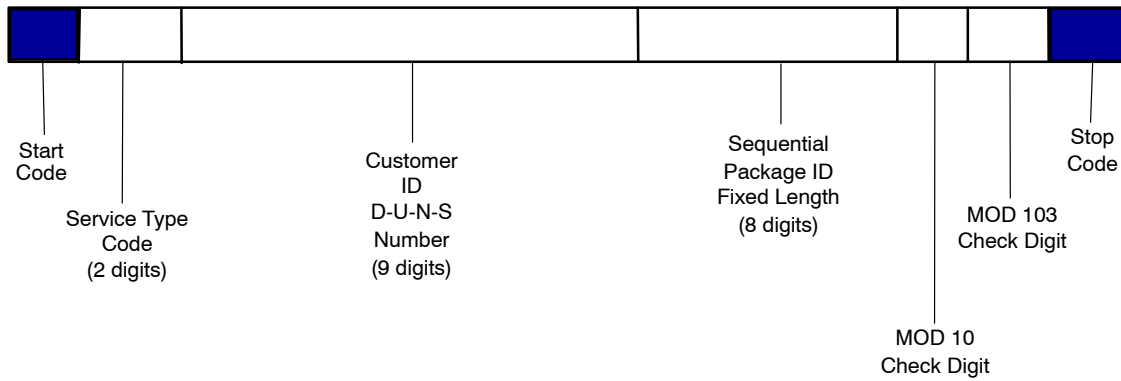 Start
Code
Service Type
Code
(2 digits)
Customer
ID
D-U-N-S
Number
(9 digits)
Sequential
Package ID
Fixed Length
(8 digits)
MOD 10
Check Digit
MOD 103
Check Digit
Stop
Code